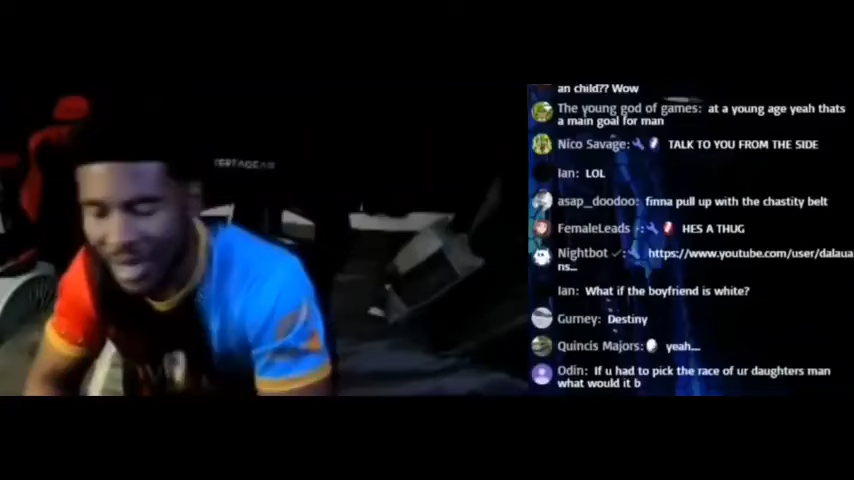 an child?? Wow
The young god of games: at a young age yeah thats
a main goal for man
Nico Savage: TALK TO YOU FROM THE SIDE
Ian: LOL
asap_doodoo: finna pull up with the chastity belt
FemaleLeads -: HES A THUG
Nightbot ✓: https://www.youtube.com/user/dalaua
ns...
Ian: What if the boyfriend is white?
Gurney: Destiny
Quincis Majors: yeah....
Odin: If u had to pick the race of ur daughters man
what would it b